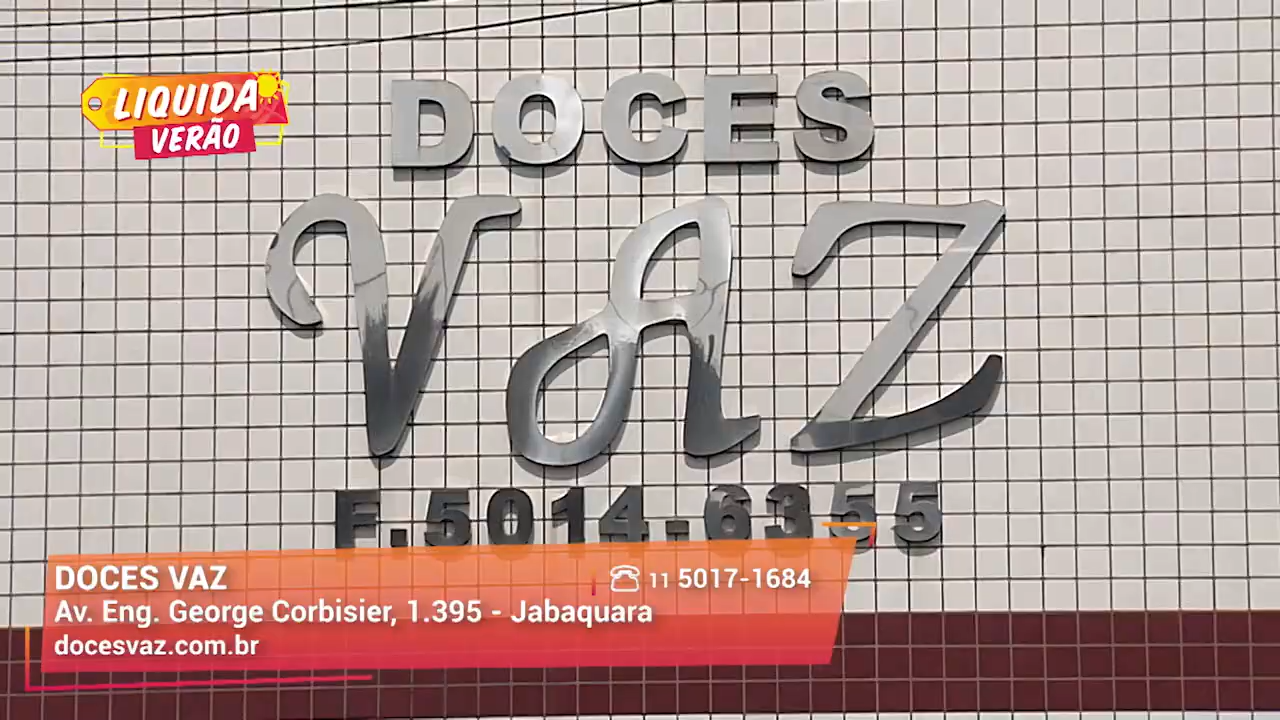 LIQUIDA
VERÃO
DOCES
VAZ
F.5014-6355
DOCES VAZ
11 5017-1684
Av. Eng. George Corbisier, 1.395 - Jabaquara
docesvaz.com.br